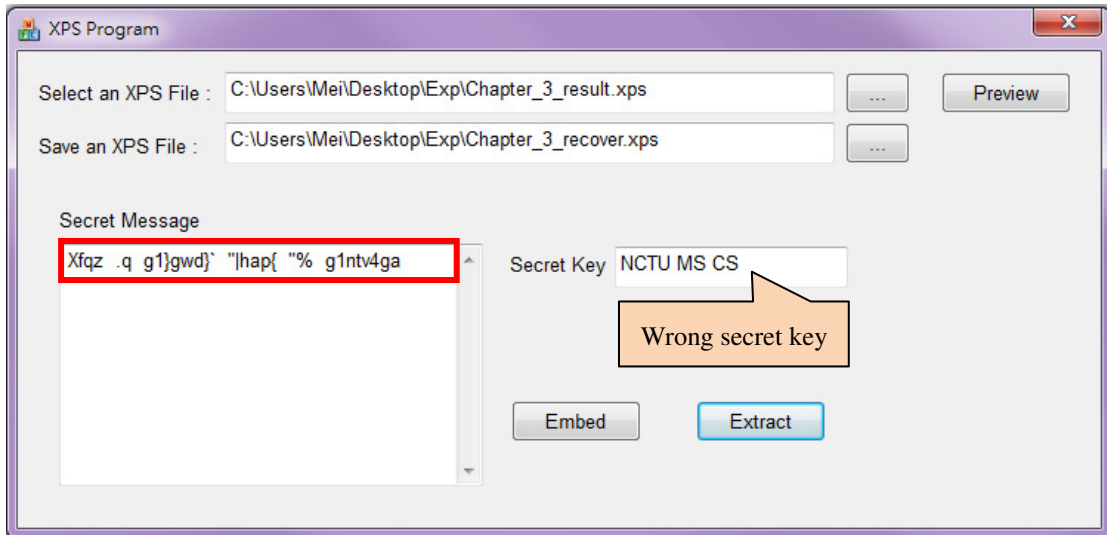 XPS Program
Select an XPS File : C:\Users\Mei\Desktop\Exp\Chapter_3_result.xps ... Preview
Save an XPS File : C:\Users\Mei\Desktop\Exp\Chapter_3_recover.xps ...
Secret Message
Xfqz .q g1}gwd}` "|hap{ "% g1ntv4ga
Secret Key NCTU MS CS
Wrong secret key
Embed Extract